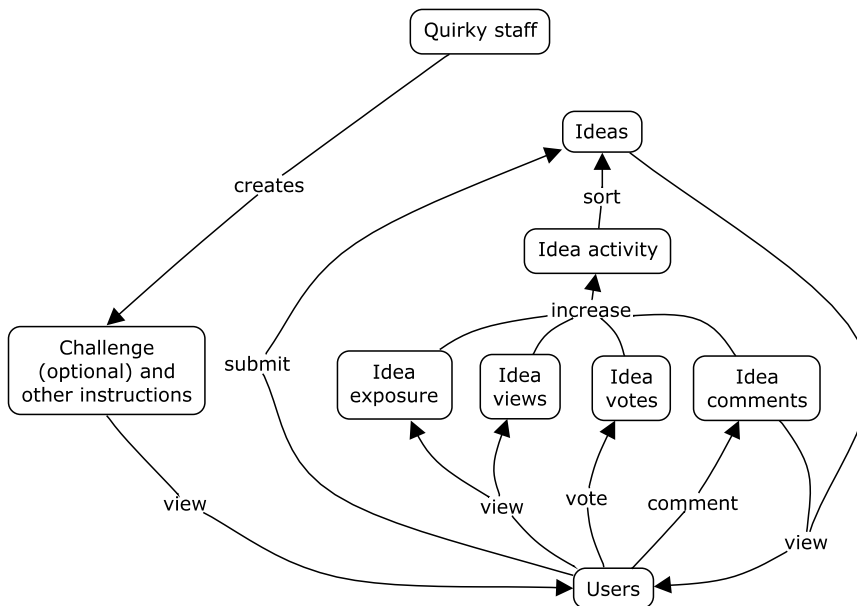 Quirky staff
Ideas
creates
sort
Idea activity
increase
Challenge
(optional) and
other instructions
submit
Idea
exposure
Idea
views
Idea
votes
Idea
comments
view
view
vote
comment
view
Users